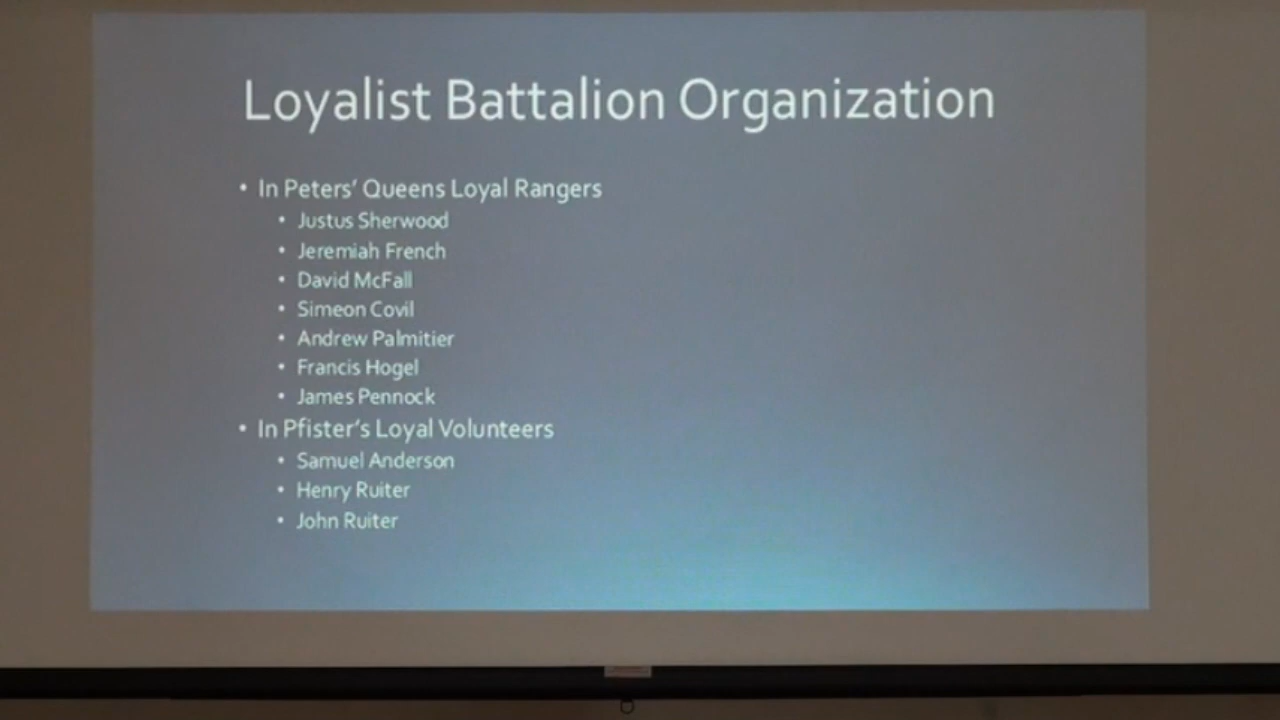 Loyalist Battalion Organization
• In Peters' Queens Loyal Rangers
• Justus Sherwood
• Jeremiah French
• David McFall
• Simeon Covil
• Andrew Palmitier
• Francis Hogel
• James Pennock
• In Pfister's Loyal Volunteers
• Samuel Anderson
• Henry Ruiter
• John Ruiter